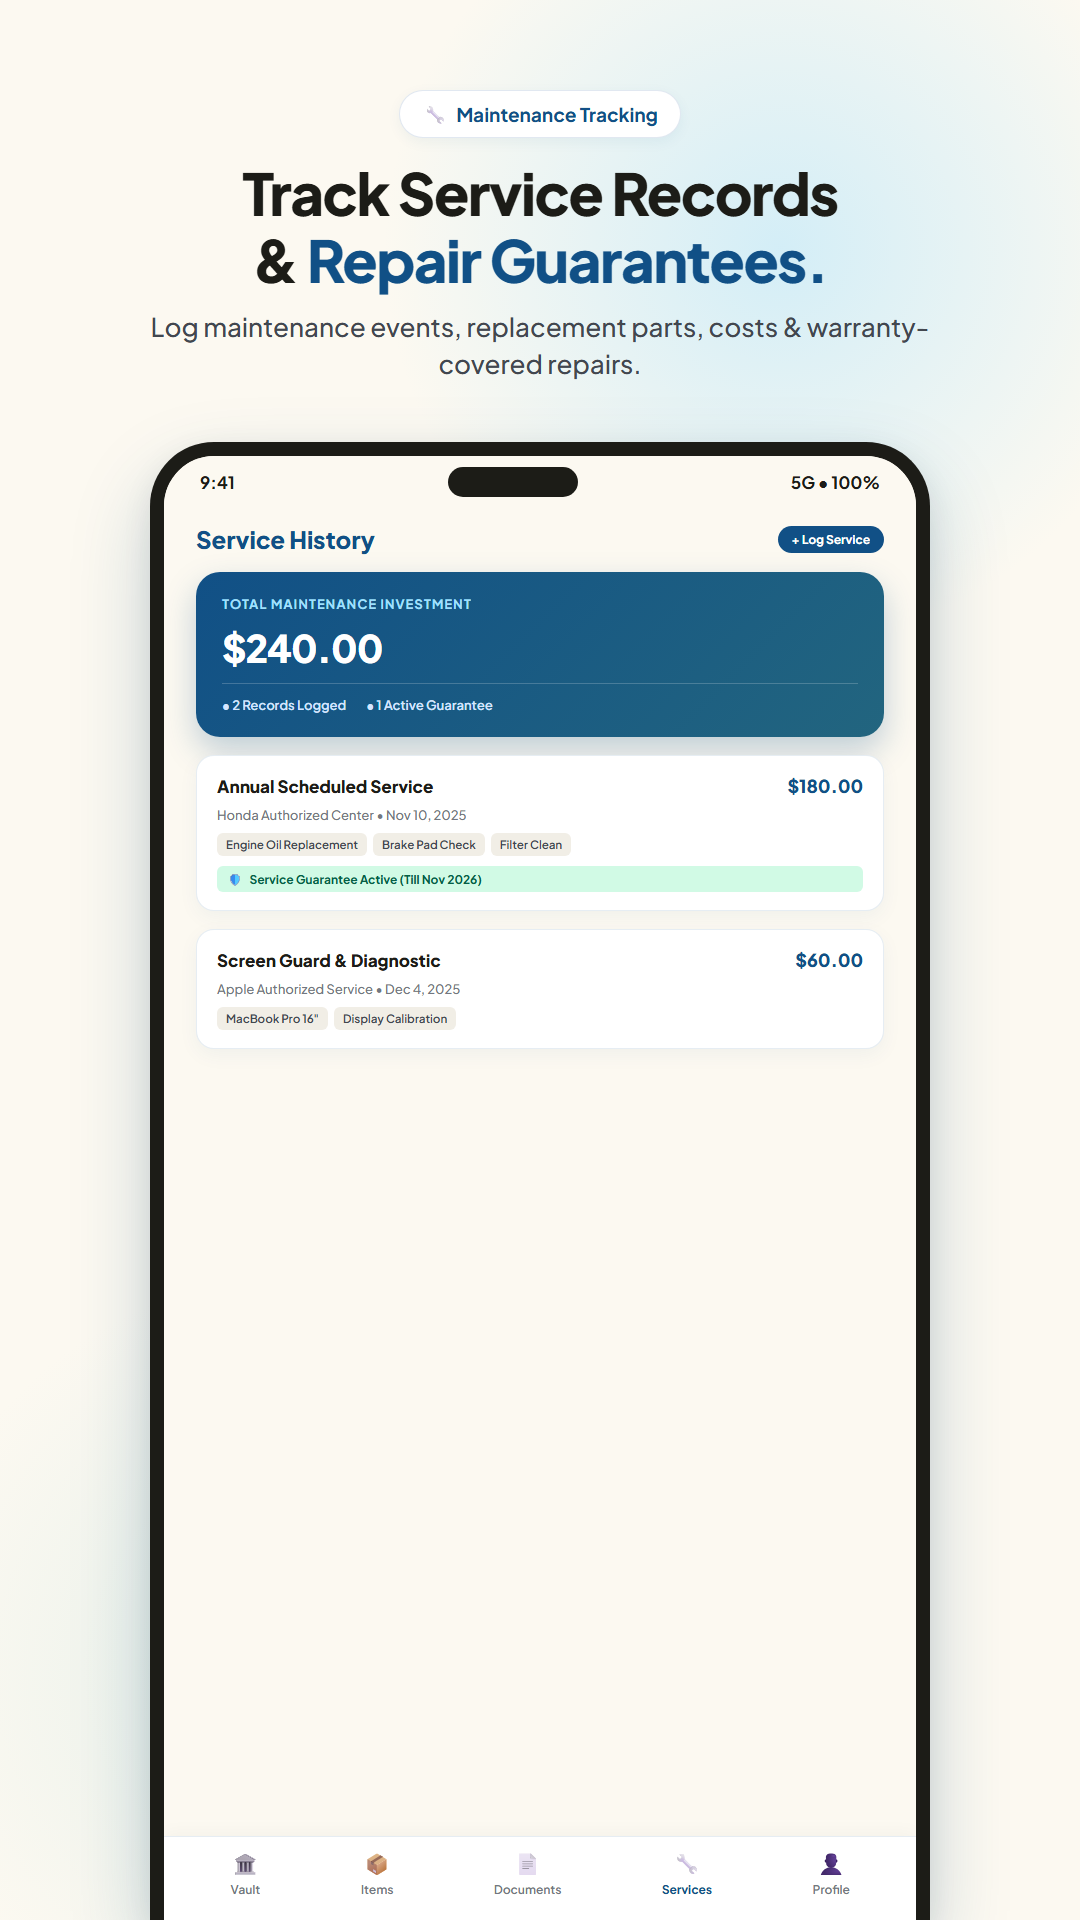 Maintenance Tracking
Track Service Records
& Repair Guarantees.
Log maintenance events, replacement parts, costs & warranty-
covered repairs.
9:41
5G ● 100%
Service History
+ Log Service
TOTAL MAINTENANCE INVESTMENT
$240.00
● 2 Records Logged ● 1 Active Guarantee
Annual Scheduled Service
$180.00
Honda Authorized Center • Nov 10, 2025
Engine Oil Replacement Brake Pad Check Filter Clean
Service Guarantee Active (Till Nov 2026)
Screen Guard & Diagnostic
$60.00
Apple Authorized Service • Dec 4, 2025
MacBook Pro 16" Display Calibration
Vault Items Documents Services Profile